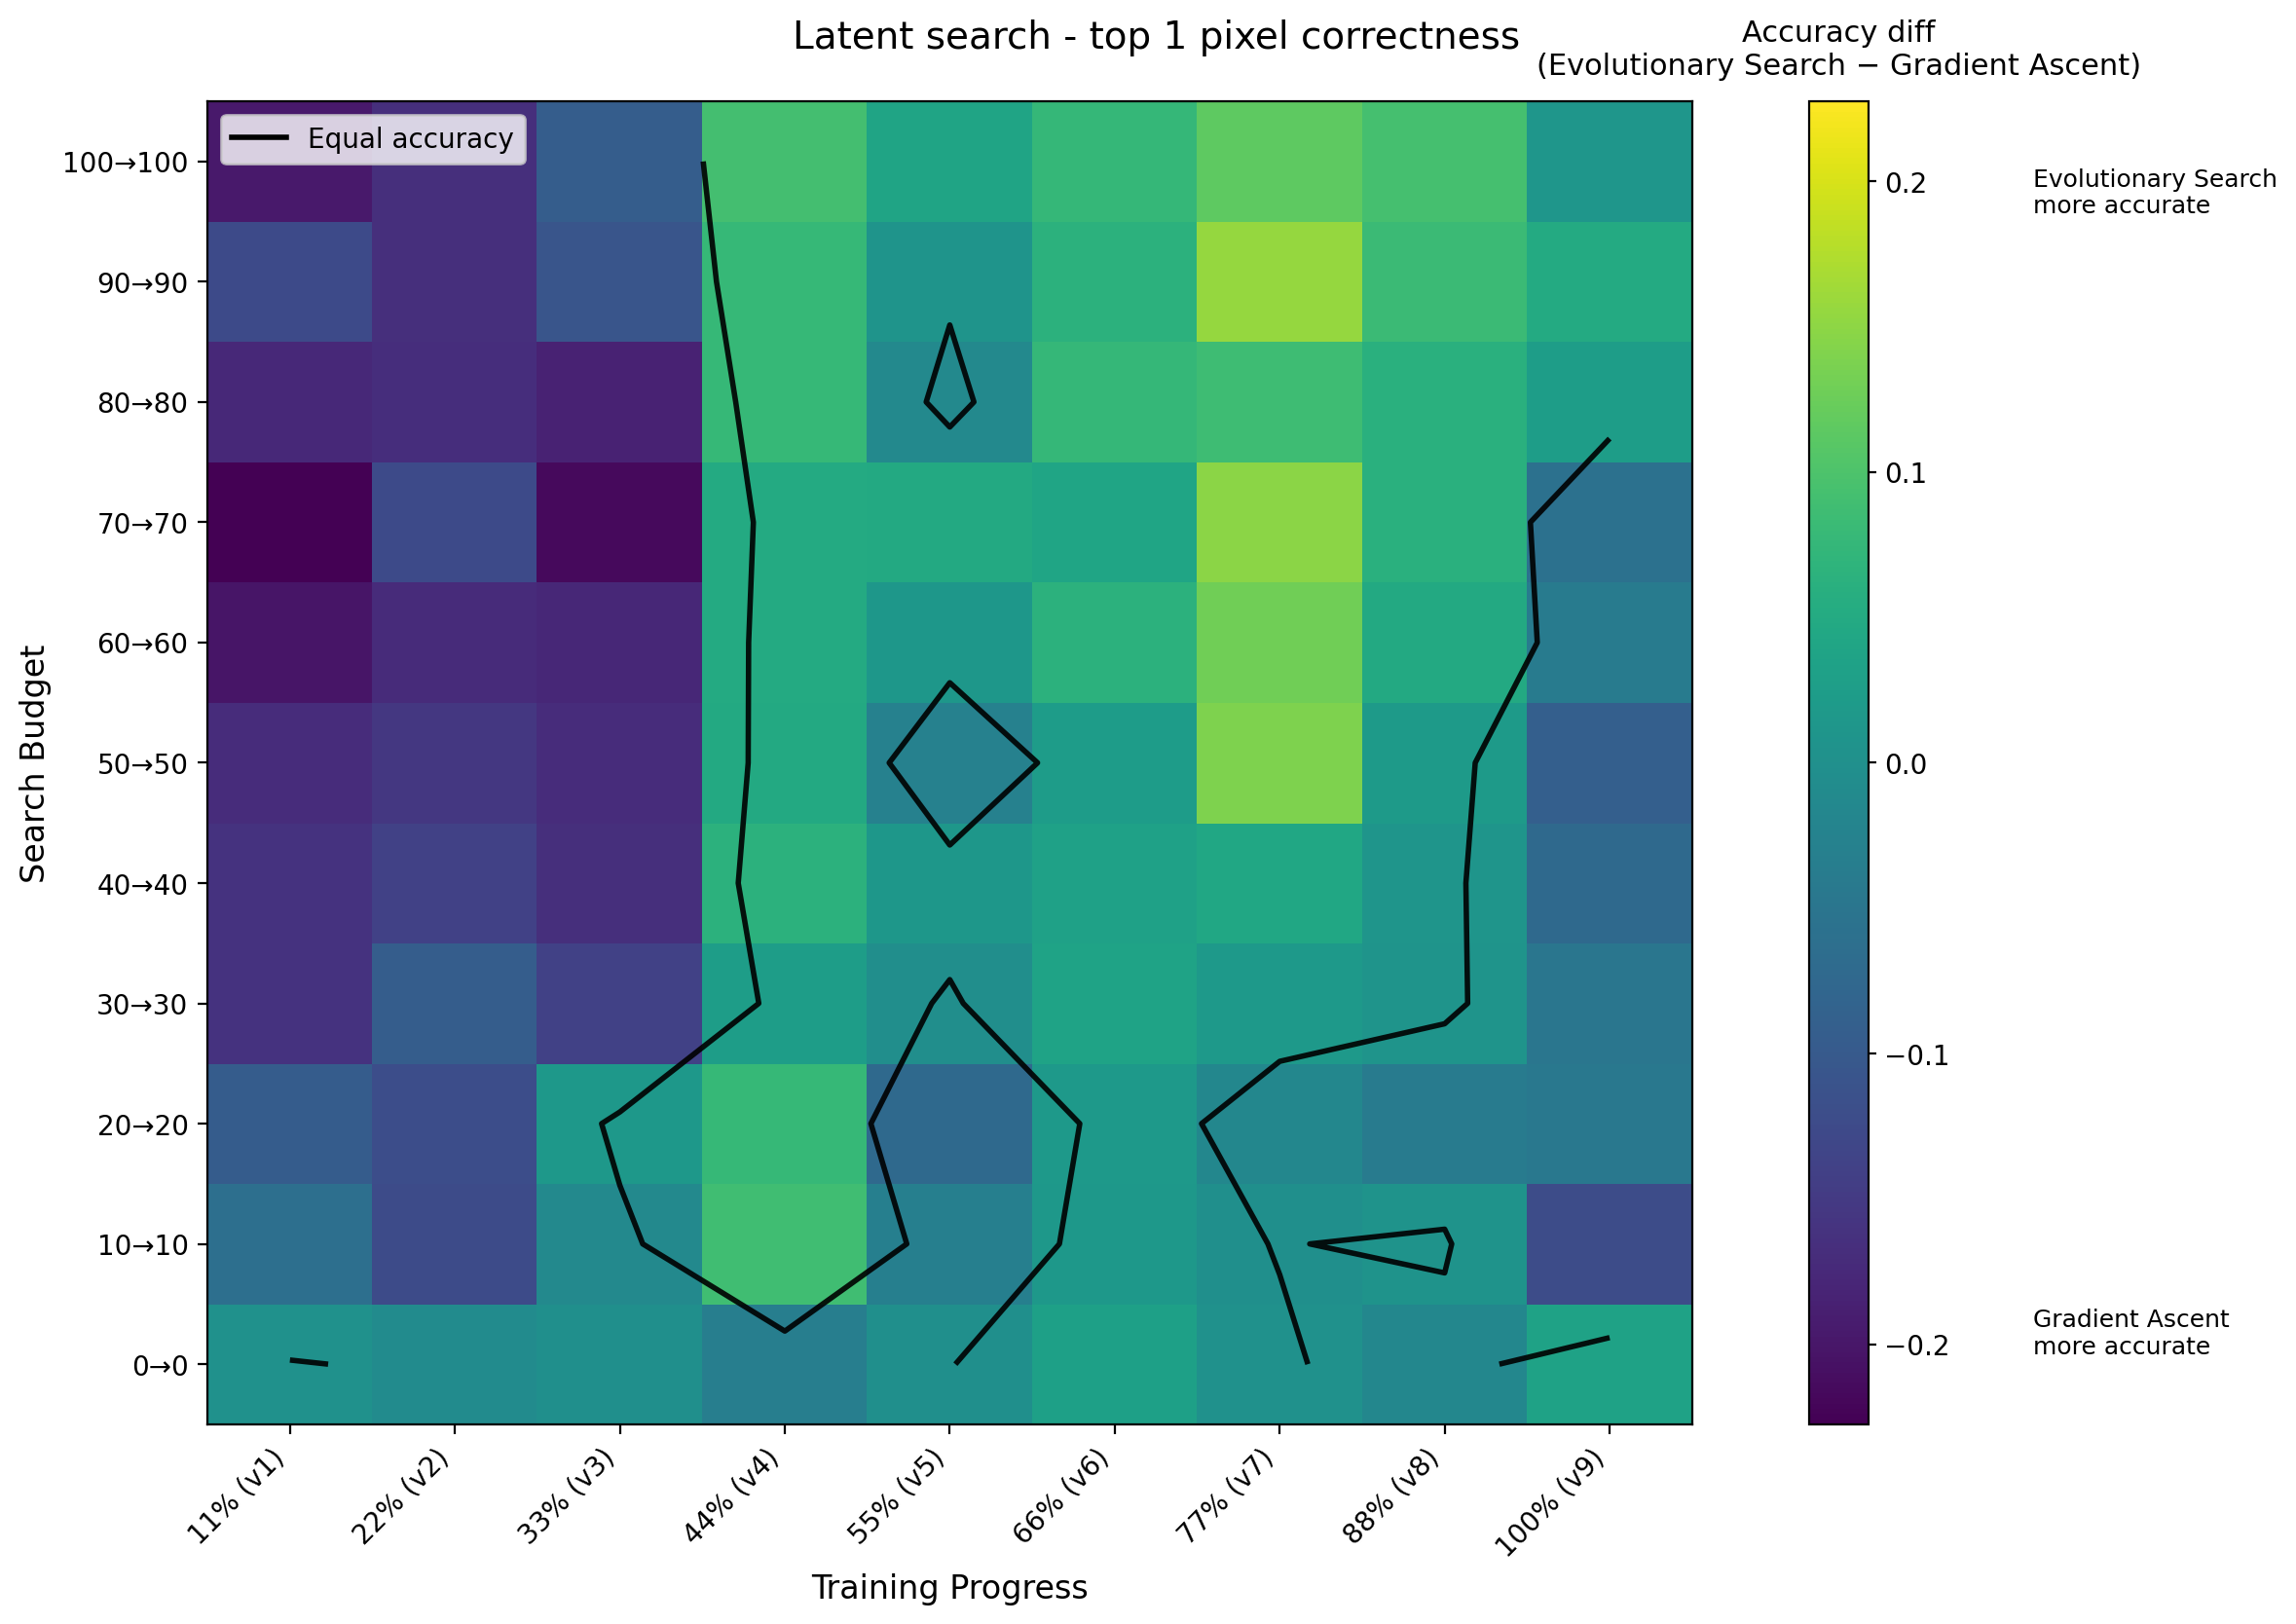 Latent search - top 1 pixel correctness
Accuracy diff
(Evolutionary Search − Gradient Ascent)
Equal accuracy
Search Budget
100→100
90→90
80→80
70→70
60→60
50→50
40→40
30→30
20→20
10→10
0→0
11% (v1)
22% (v2)
33% (v3)
44% (v4)
55% (v5)
66% (v6)
77% (v7)
88% (v8)
100% (v9)
Training Progress
0.2
0.1
0.0
−0.1
−0.2
Evolutionary Search
more accurate
Gradient Ascent
more accurate